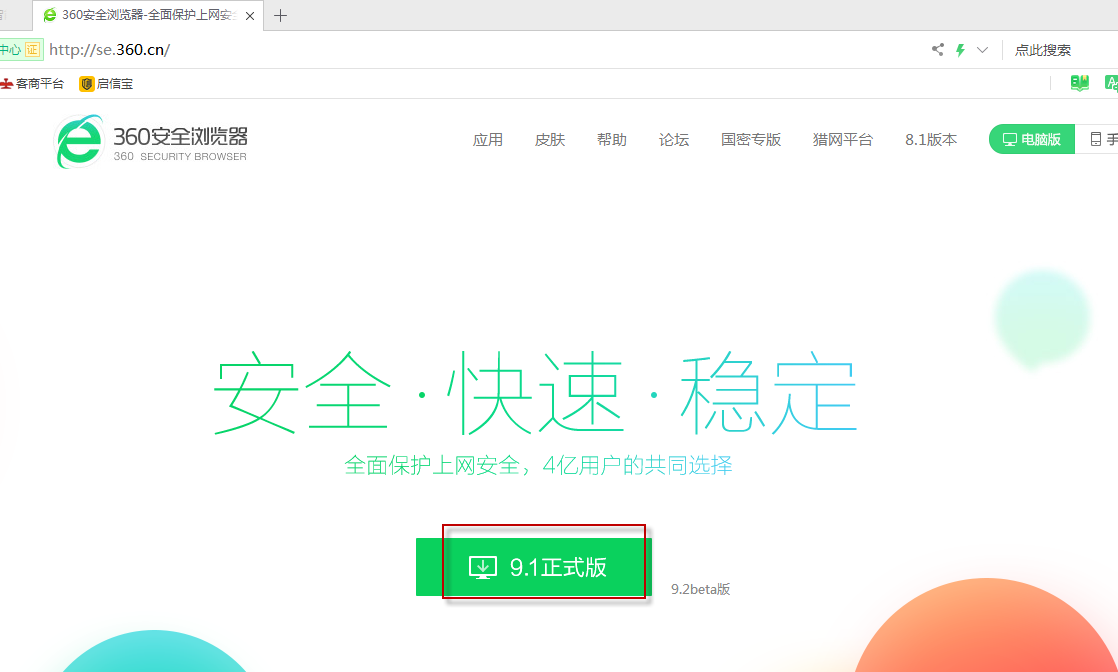 360安全浏览器-全面保护上网安
中心 证 http://se.360.cn/ 点此搜索
客商平台 启信宝
360安全浏览器
360 SECURITY BROWSER
应用 皮肤 帮助 论坛 国密专版 猎网平台 8.1版本 电脑版 手
安全·快速·稳定
全面保护上网安全，4亿用户的共同选择
9.1正式版
9.2beta版